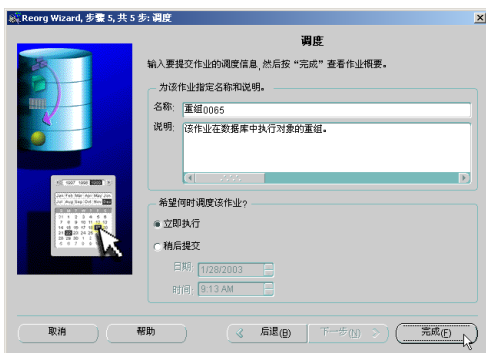 Reorg Wizard, 步骤 5, 共 5 步: 调度
调度
输入要提交作业的调度信息, 然后按 “完成” 查看作业概要。
为该作业指定名称和说明。
名称: 重组0065
说明: 该作业在数据库中执行对象的重组。
希望何时调度该作业?
立即执行
稍后提交
日期: 1/28/2003
时间: 9:13 AM
取消 帮助 后退(B) 下一步(N) 完成(F)